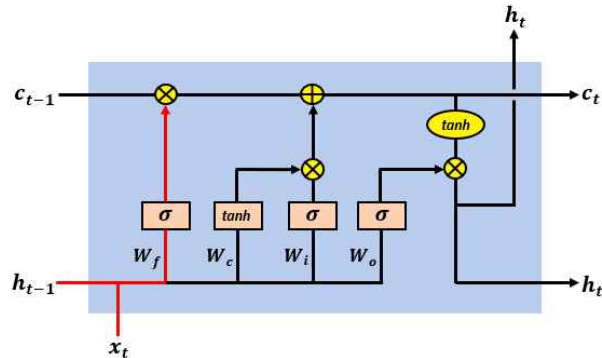 h_t
c_{t-1}
c_t
tanh
σ tanh σ σ
W_f W_c W_i W_o
h_{t-1}
h_t
x_t